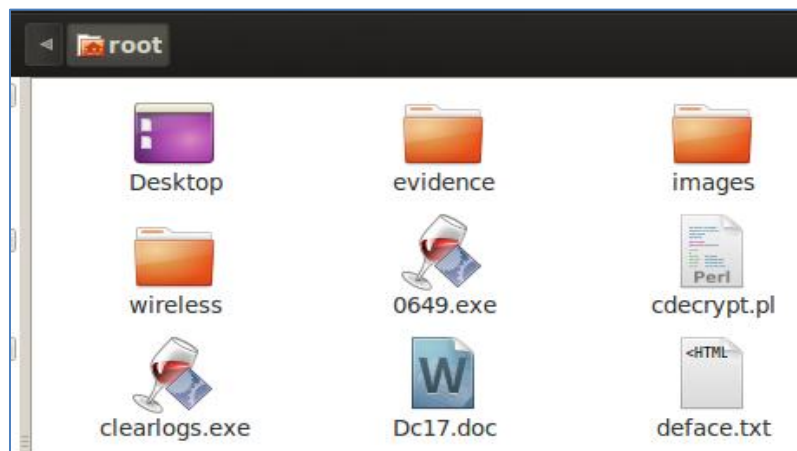 root
Desktop
evidence
images
wireless
0649.exe
Perl
cdecrypt.pl
clearlogs.exe
W
Dc17.doc
<HTML
deface.txt